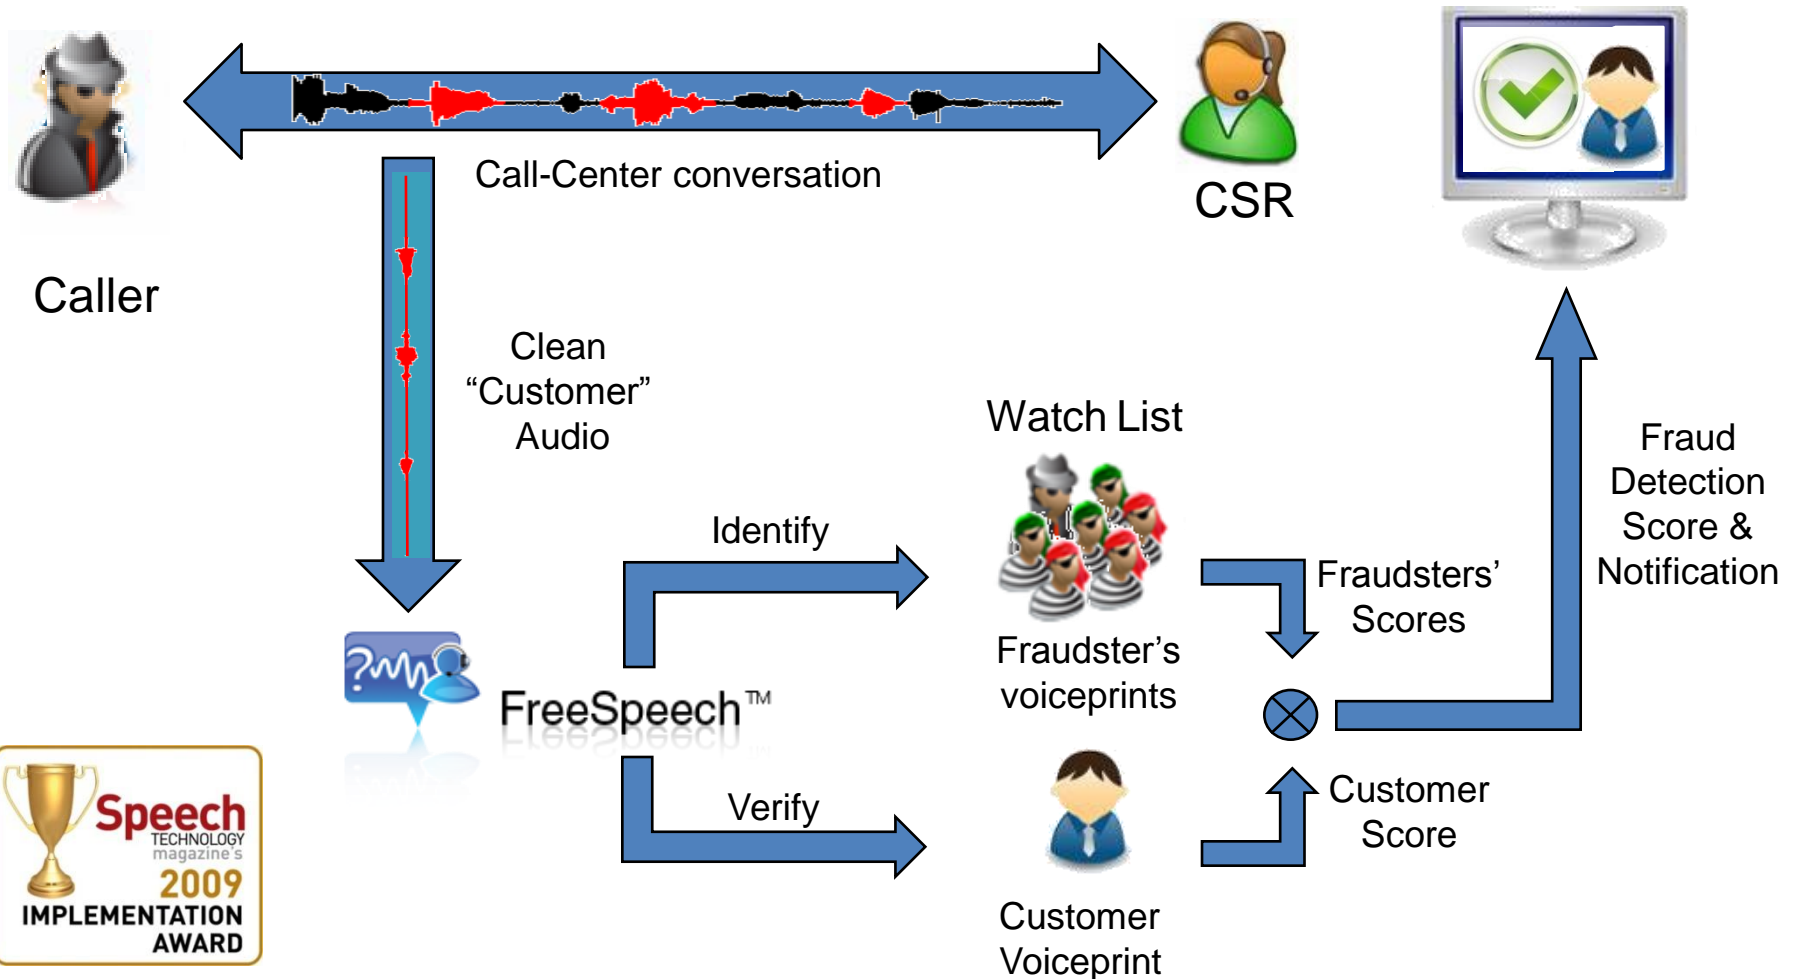 Call-Center conversation
CSR
Caller
Clean
“Customer”
Audio
Watch List
Identify
Fraudster’s
voiceprints
Fraudsters’
Scores
Fraud
Detection
Score &
Notification
?
FreeSpeech™
Verify
Customer
Score
Customer
Voiceprint
Speech
TECHNOLOGY
magazine's
2009
IMPLEMENTATION
AWARD